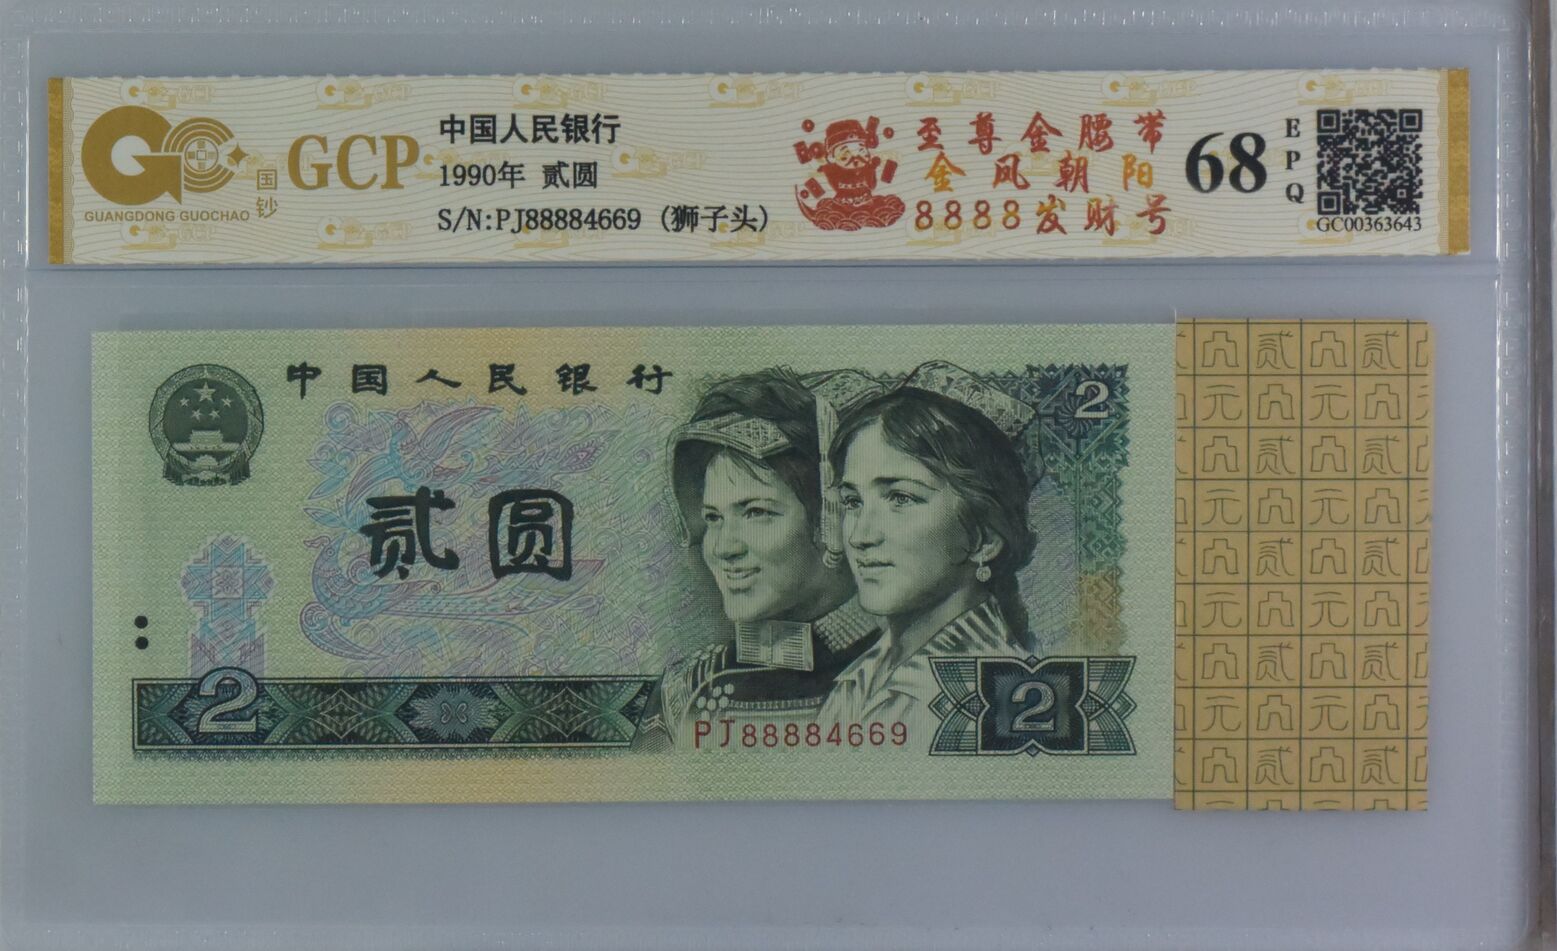 GUANGDONG GUOCHAO
国钞
GCP
中国人民银行
1990年 贰圆
S/N:PJ88884669 (狮子头)
至尊金腰带
金凤朝阳
8888发财号
68
EPQ
GC00363643
中国人民银行
2
贰圆
2
PJ88884669
2